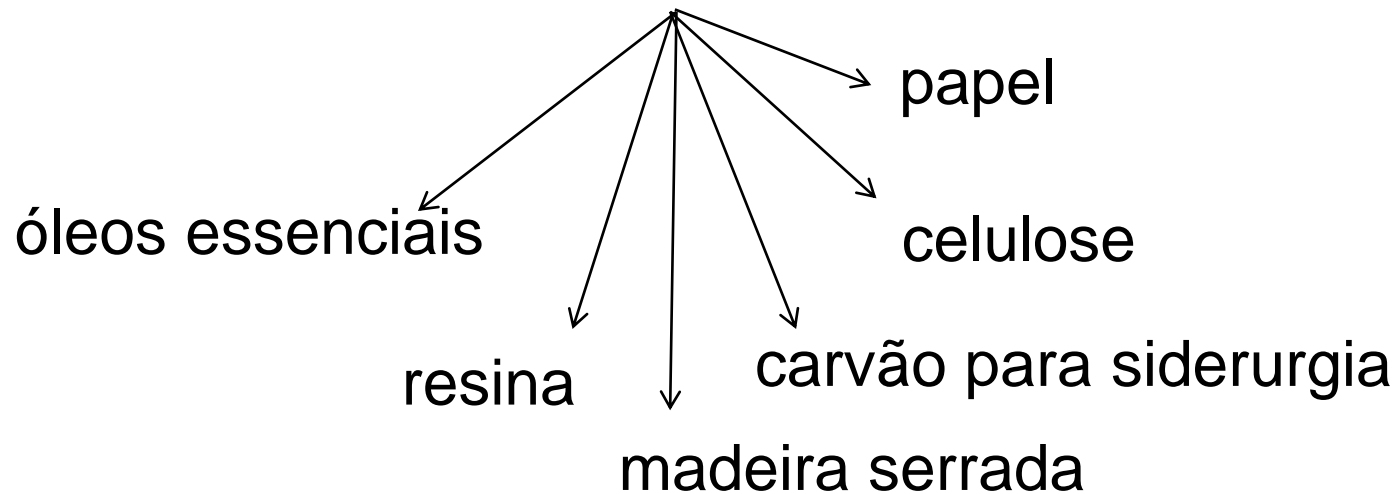 papel
óleos essenciais
celulose
resina
carvão para siderurgia
madeira serrada